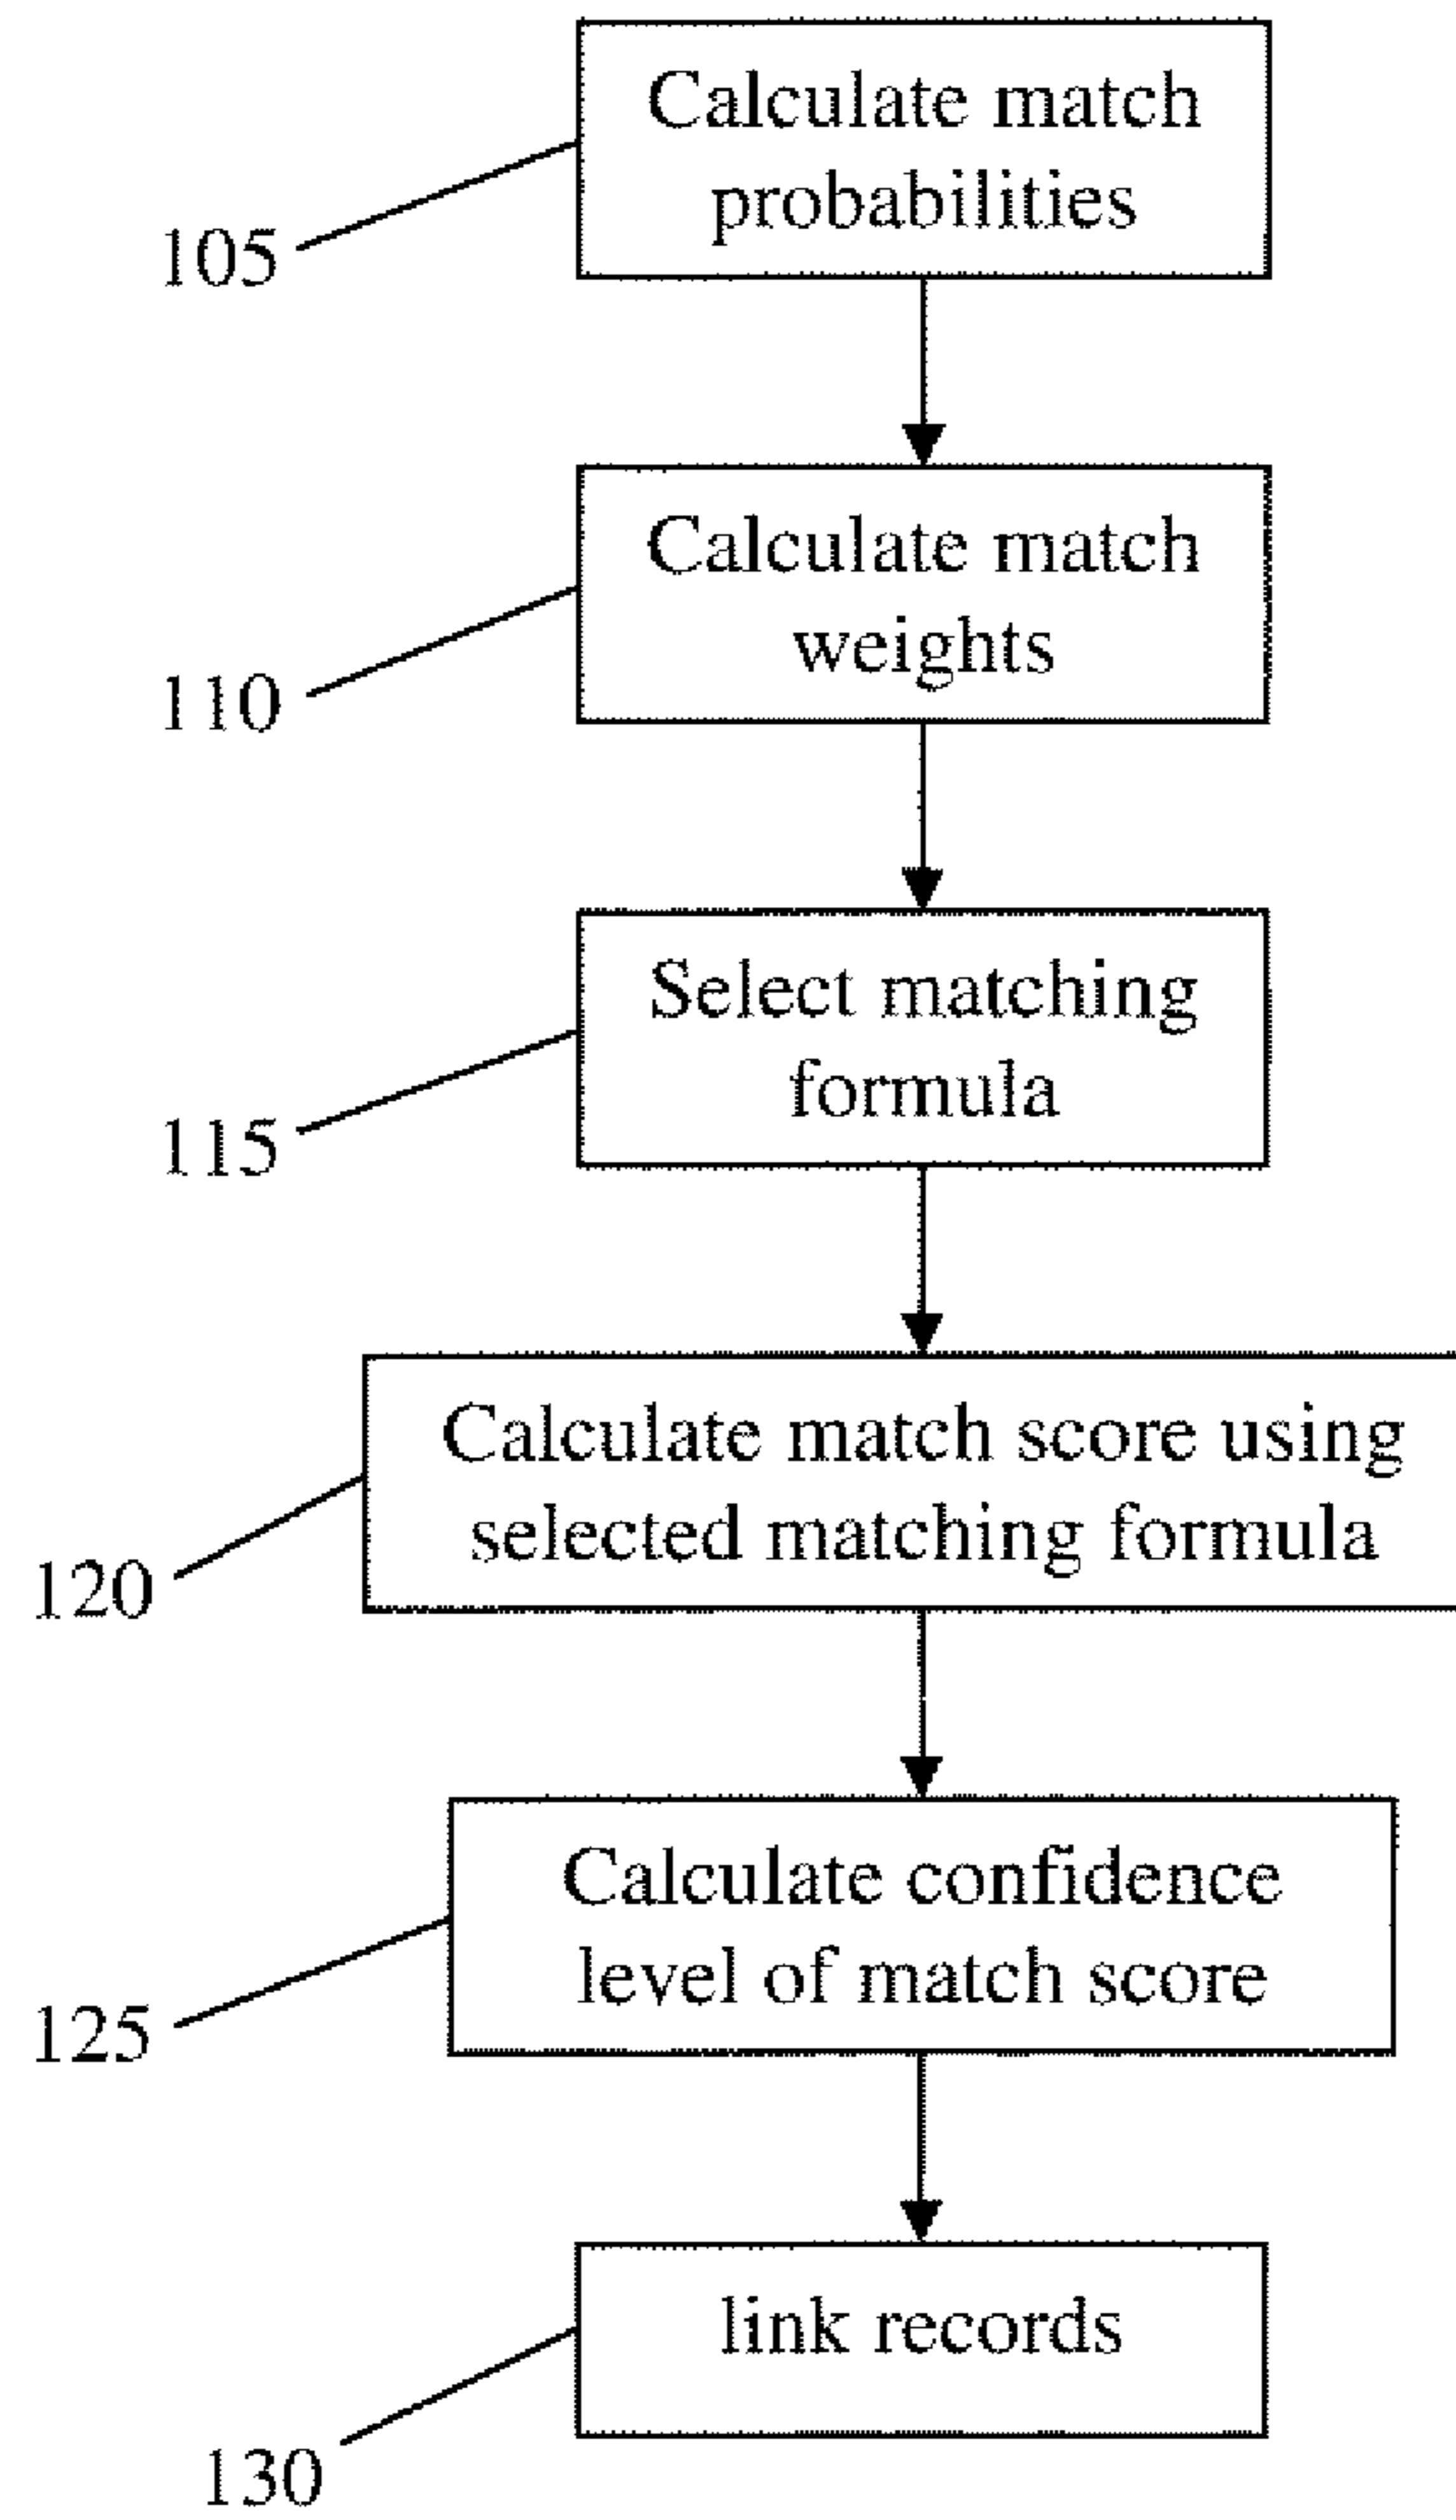 Calculate match
probabilities
105
Calculate match
weights
110
Select matching
formula
115
Calculate match score using
selected matching formula
120
Calculate confidence
level of match score
125
link records
130